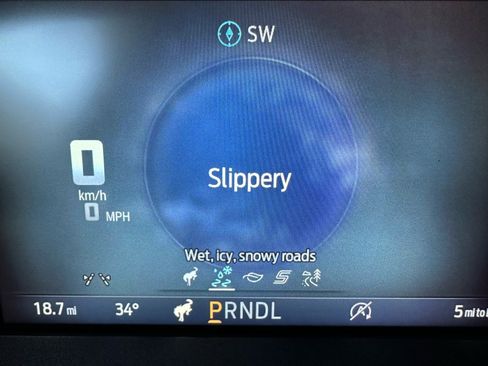 SW
0
km/h
0 MPH
Slippery
Wet, icy, snowy roads
18.7 mi 34° PRNDL 5 mi to